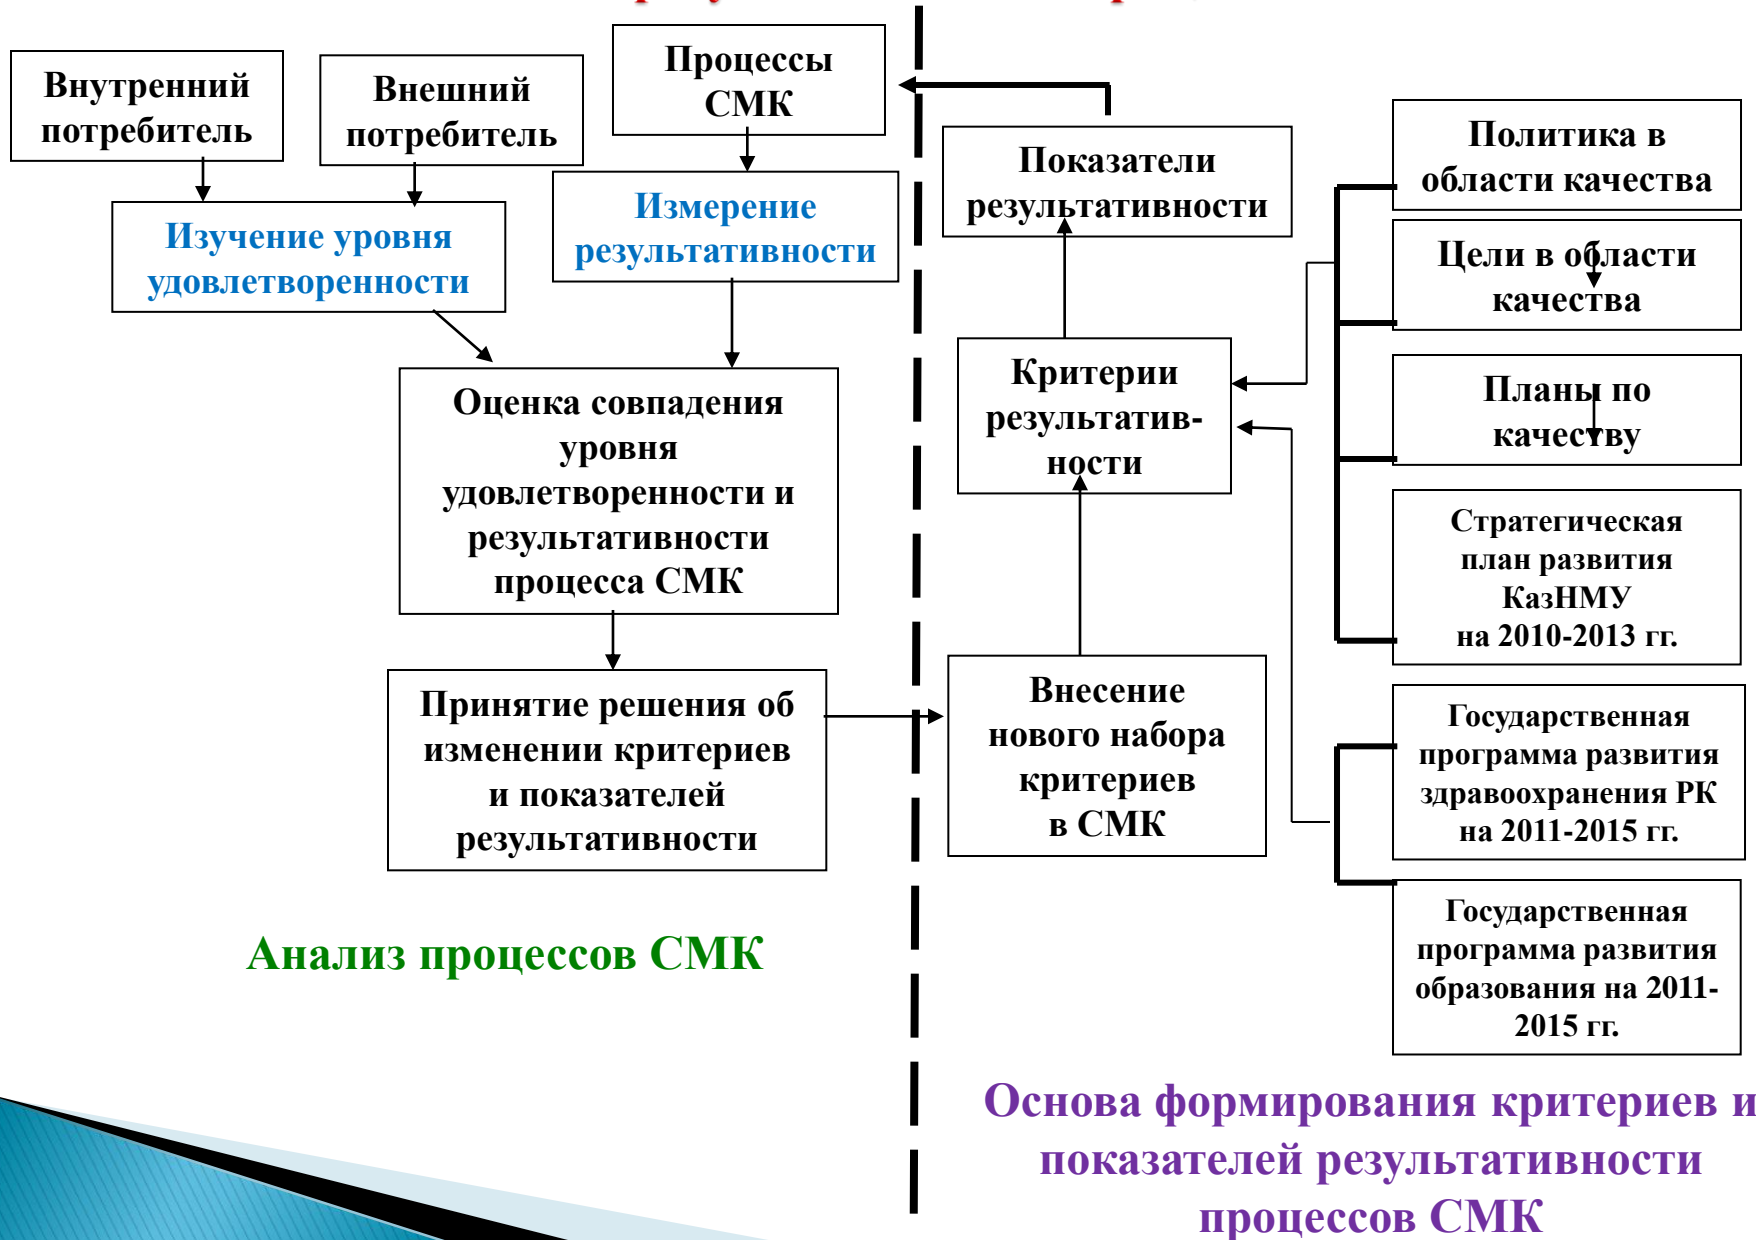 Внутренний
потребитель
Внешний
потребитель
Процессы
СМК
Изучение уровня
удовлетворенности
Измерение
результативности
Оценка совпадения
уровня
удовлетворенности и
результативности
процесса СМК
Принятие решения об
изменении критериев
и показателей
результативности
Анализ процессов СМК
Показатели
результативности
Критерии
результатив-
ности
Внесение
нового набора
критериев
в СМК
Политика в
области качества
Цели в области
качества
Планы по
качеству
Стратегическая
план развития
КазНМУ
на 2010-2013 гг.
Государственная
программа развития
здравоохранения РК
на 2011-2015 гг.
Государственная
программа развития
образования на 2011-
2015 гг.
Основа формирования критериев и
показателей результативности
процессов СМК